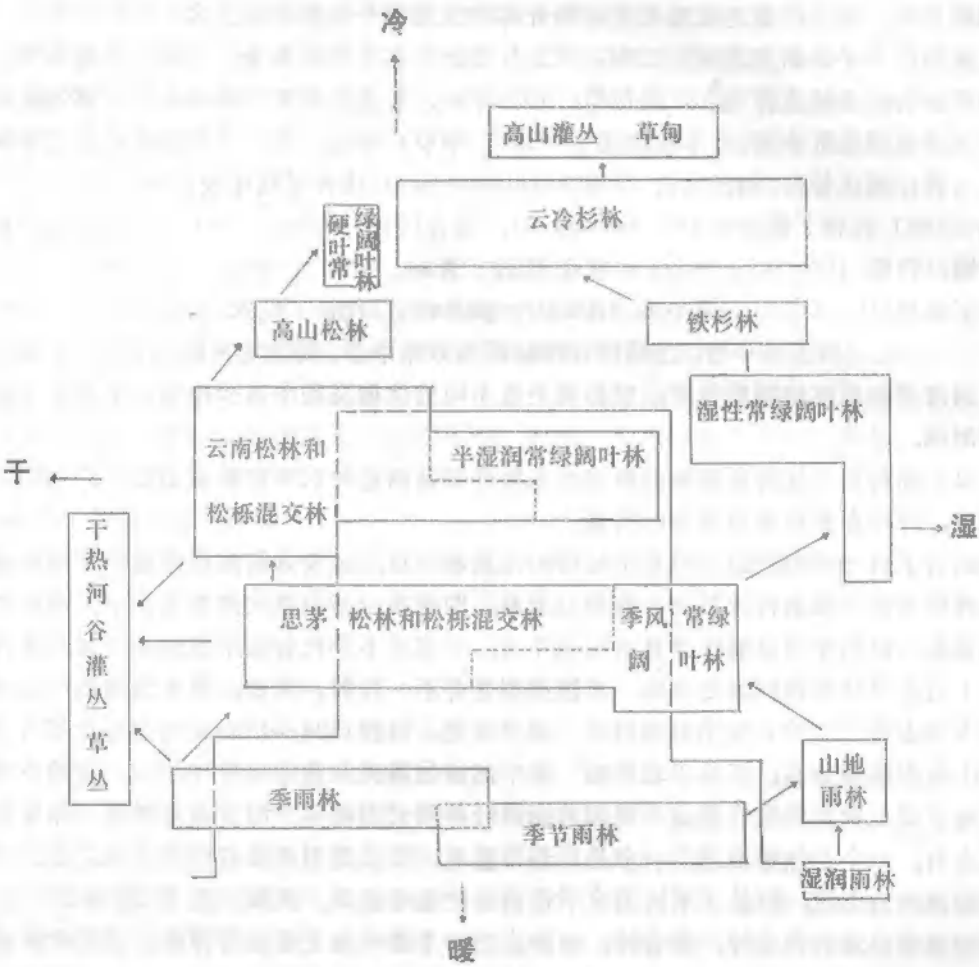 冷
高山灌丛 草甸
云冷杉林
硬叶常
绿阔叶林
高山松林
铁杉林
湿性常绿阔叶林
云南松林和
松栎混交林
半湿润常绿阔叶林
干
湿
干热河谷灌丛草丛
思茅松林和松栎混交林
季风常绿
阔叶林
山地
雨林
季雨林
季节雨林
湿润雨林
暖